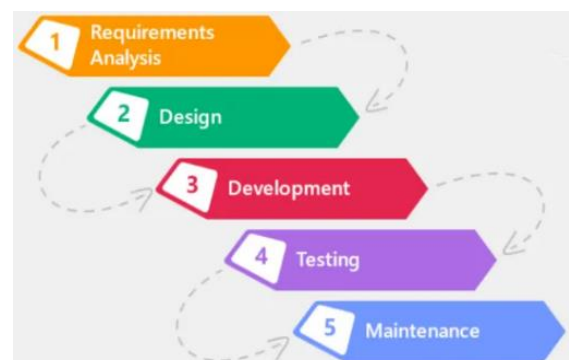 1 Requirements
Analysis
2 Design
3 Development
4 Testing
5 Maintenance